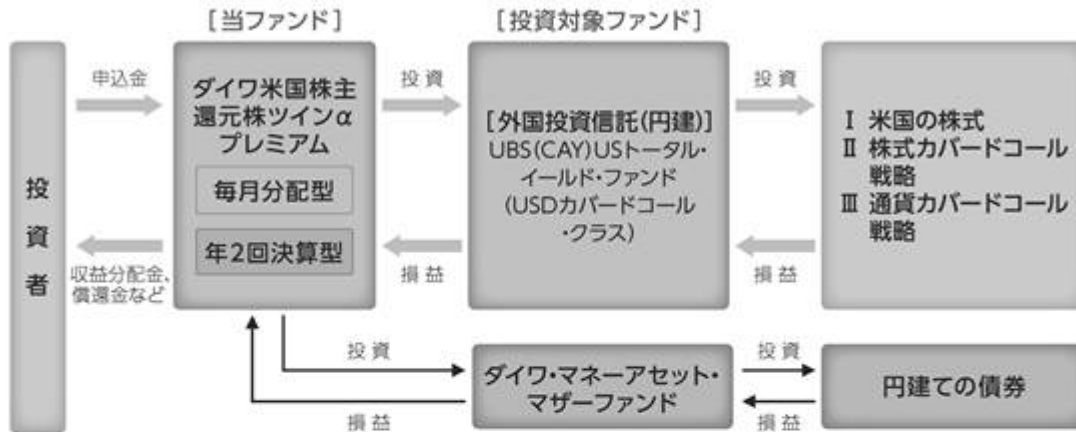 [当ファンド]
[投資対象ファンド]
投資者
申込金
収益分配金、
償還金など
ダイワ米国株主
還元株ツインα
プレミアム
毎月分配型
年2回決算型
投資
損益
[外国投資信託(円建)]
UBS(CAY)USトータル・
イールド・ファンド
(USDカバードコール
・クラス)
投資
損益
Ⅰ 米国の株式
Ⅱ 株式カバードコール
戦略
Ⅲ 通貨カバードコール
戦略
投資
損益
ダイワ・マネーアセット・
マザーファンド
投資
損益
円建ての債券